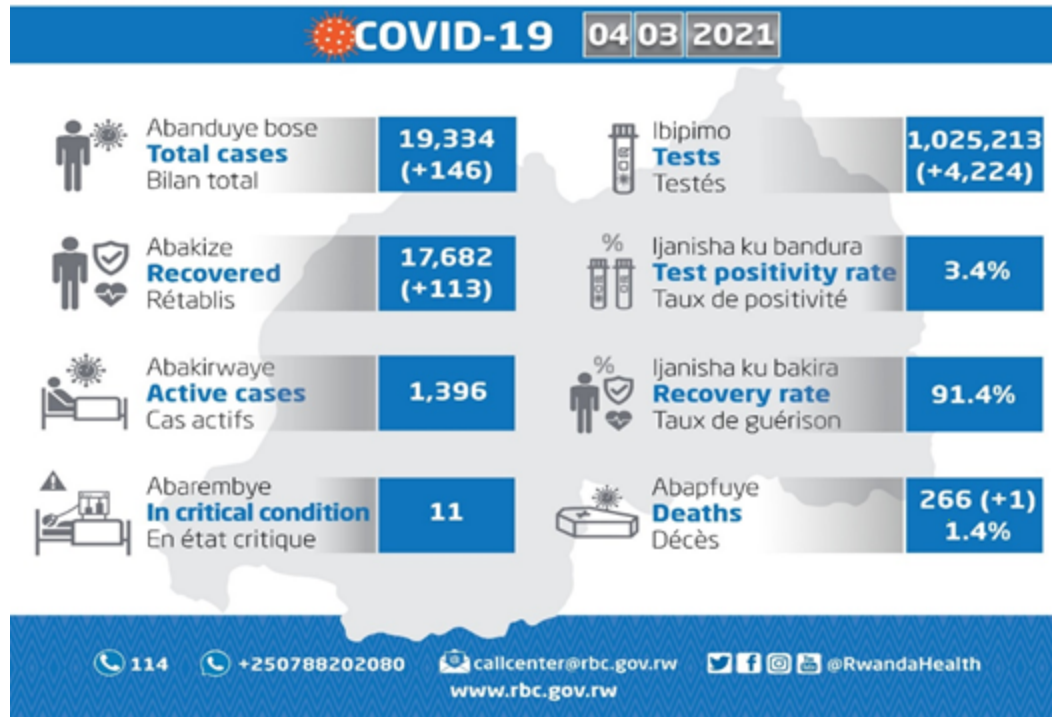 COVID-19 04 03 2021
Abanduye bose
Total cases
Bilan total
19,334
(+146)
Ibipimo
Tests
Testés
1,025,213
(+4,224)
Abakize
Recovered
Rétablis
17,682
(+113)
%
Ijanisha ku bandura
Test positivity rate
Taux de positivité
3.4%
Abakirwaye
Active cases
Cas actifs
1,396
%
Ijanisha ku bakira
Recovery rate
Taux de guérison
91.4%
Abarembye
In critical condition
En état critique
11
Abapfuye
Deaths
Décès
266 (+1)
1.4%
114 +250788202080 callcenter@rbc.gov.rw @RwandaHealth
www.rbc.gov.rw